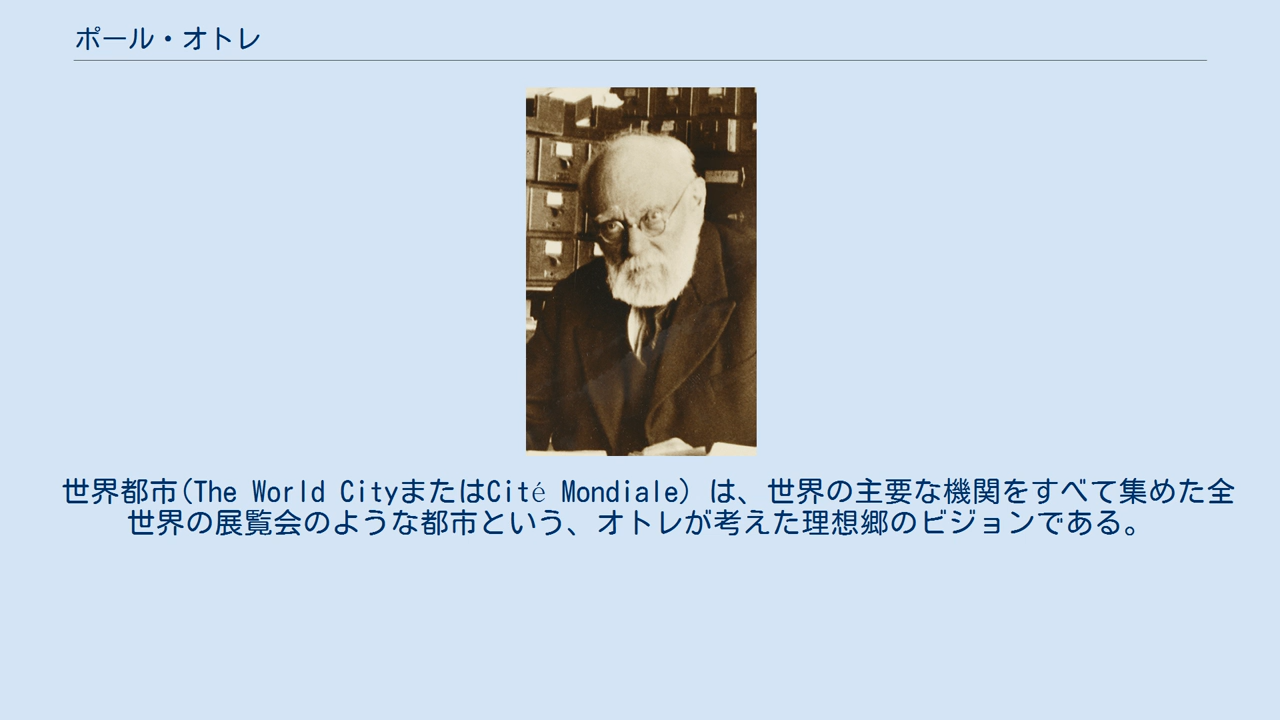 ポール・オトレ
世界都市(The World CityまたはCité Mondiale) は、世界の主要な機関をすべて集めた全
世界の展覧会のような都市という、オトレが考えた理想郷のビジョンである。